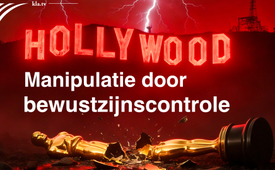 kla.tv
HOLLYWOOD
Manipulatie door
bewustzijnscontrole